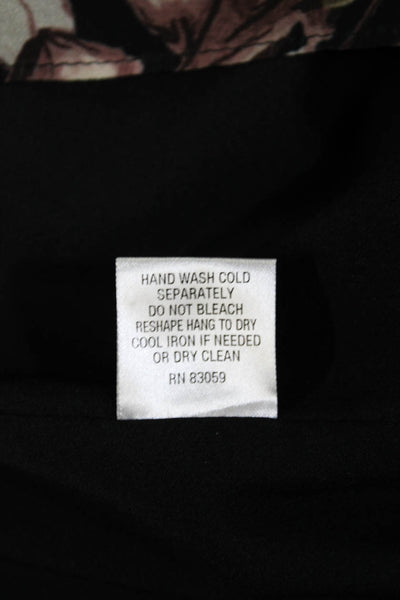 HAND WASH COLD
SEPARATELY
DO NOT BLEACH
RESHAPE HANG TO DRY
COOL IRON IF NEEDED
OR DRY CLEAN
RN 83059